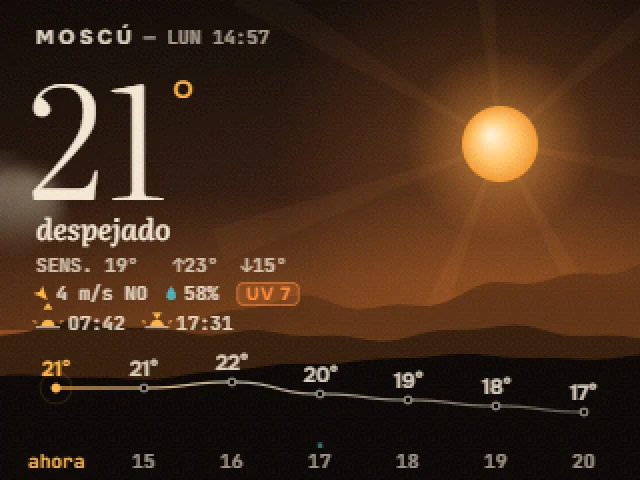 MOSCÚ — LUN 14:57
21°
despejado
SENS. 19° ↑23° ↓15°
4 m/s NO 58% UV 7
07:42 17:31
21° 21° 22° 20° 19° 18° 17°
ahora 15 16 17 18 19 20